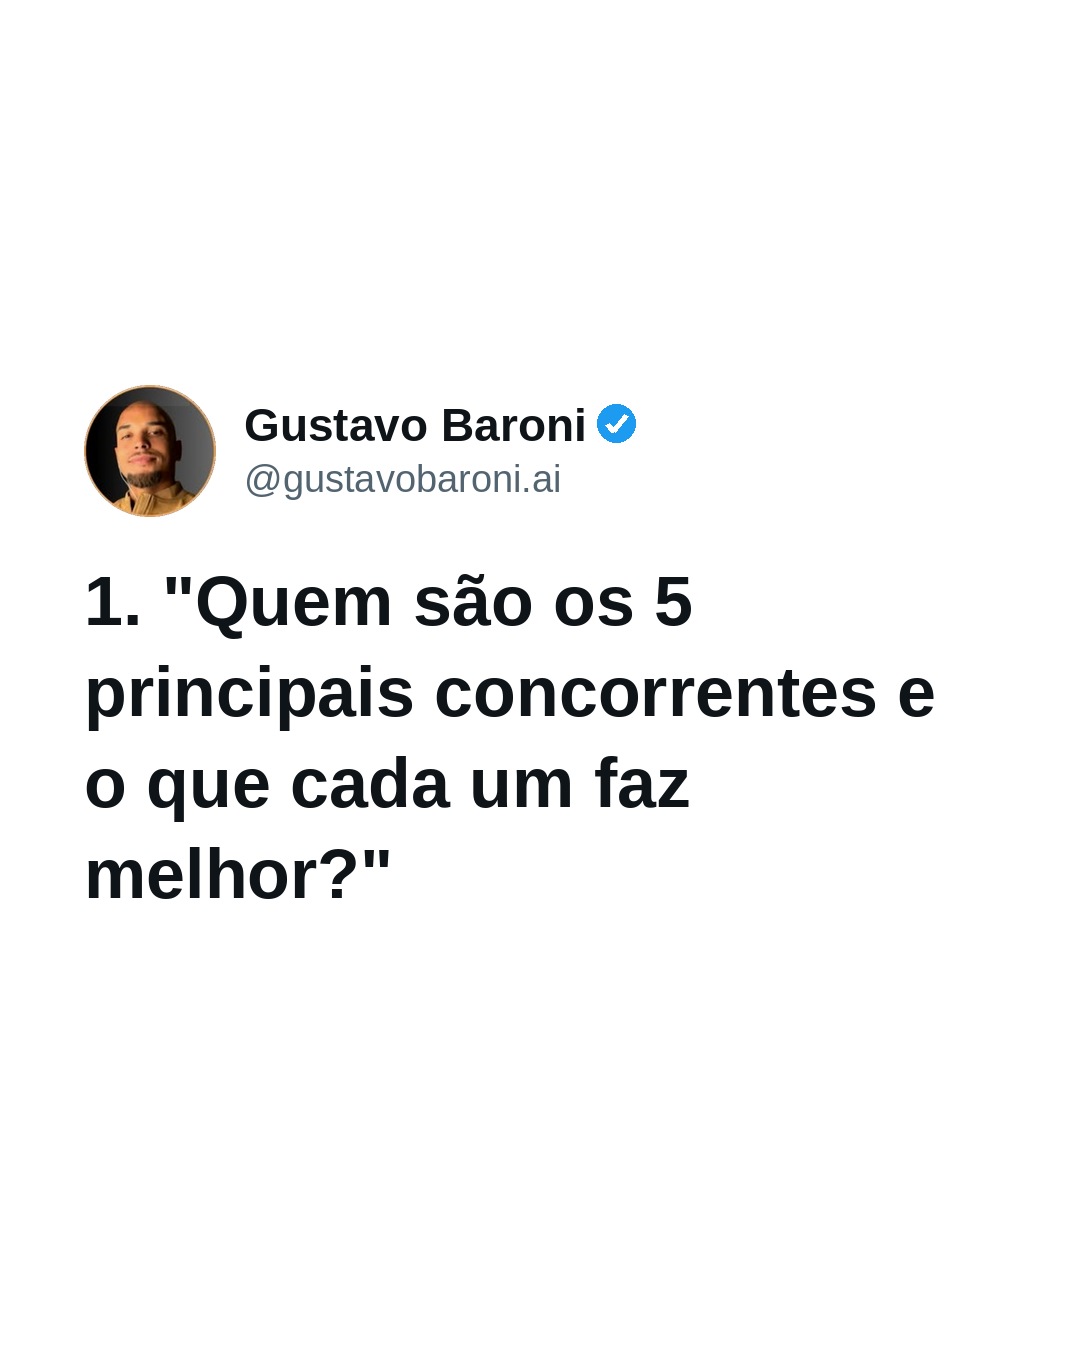 Gustavo Baroni
@gustavobaroni.ai
1. "Quem são os 5
principais concorrentes e
o que cada um faz
melhor?"